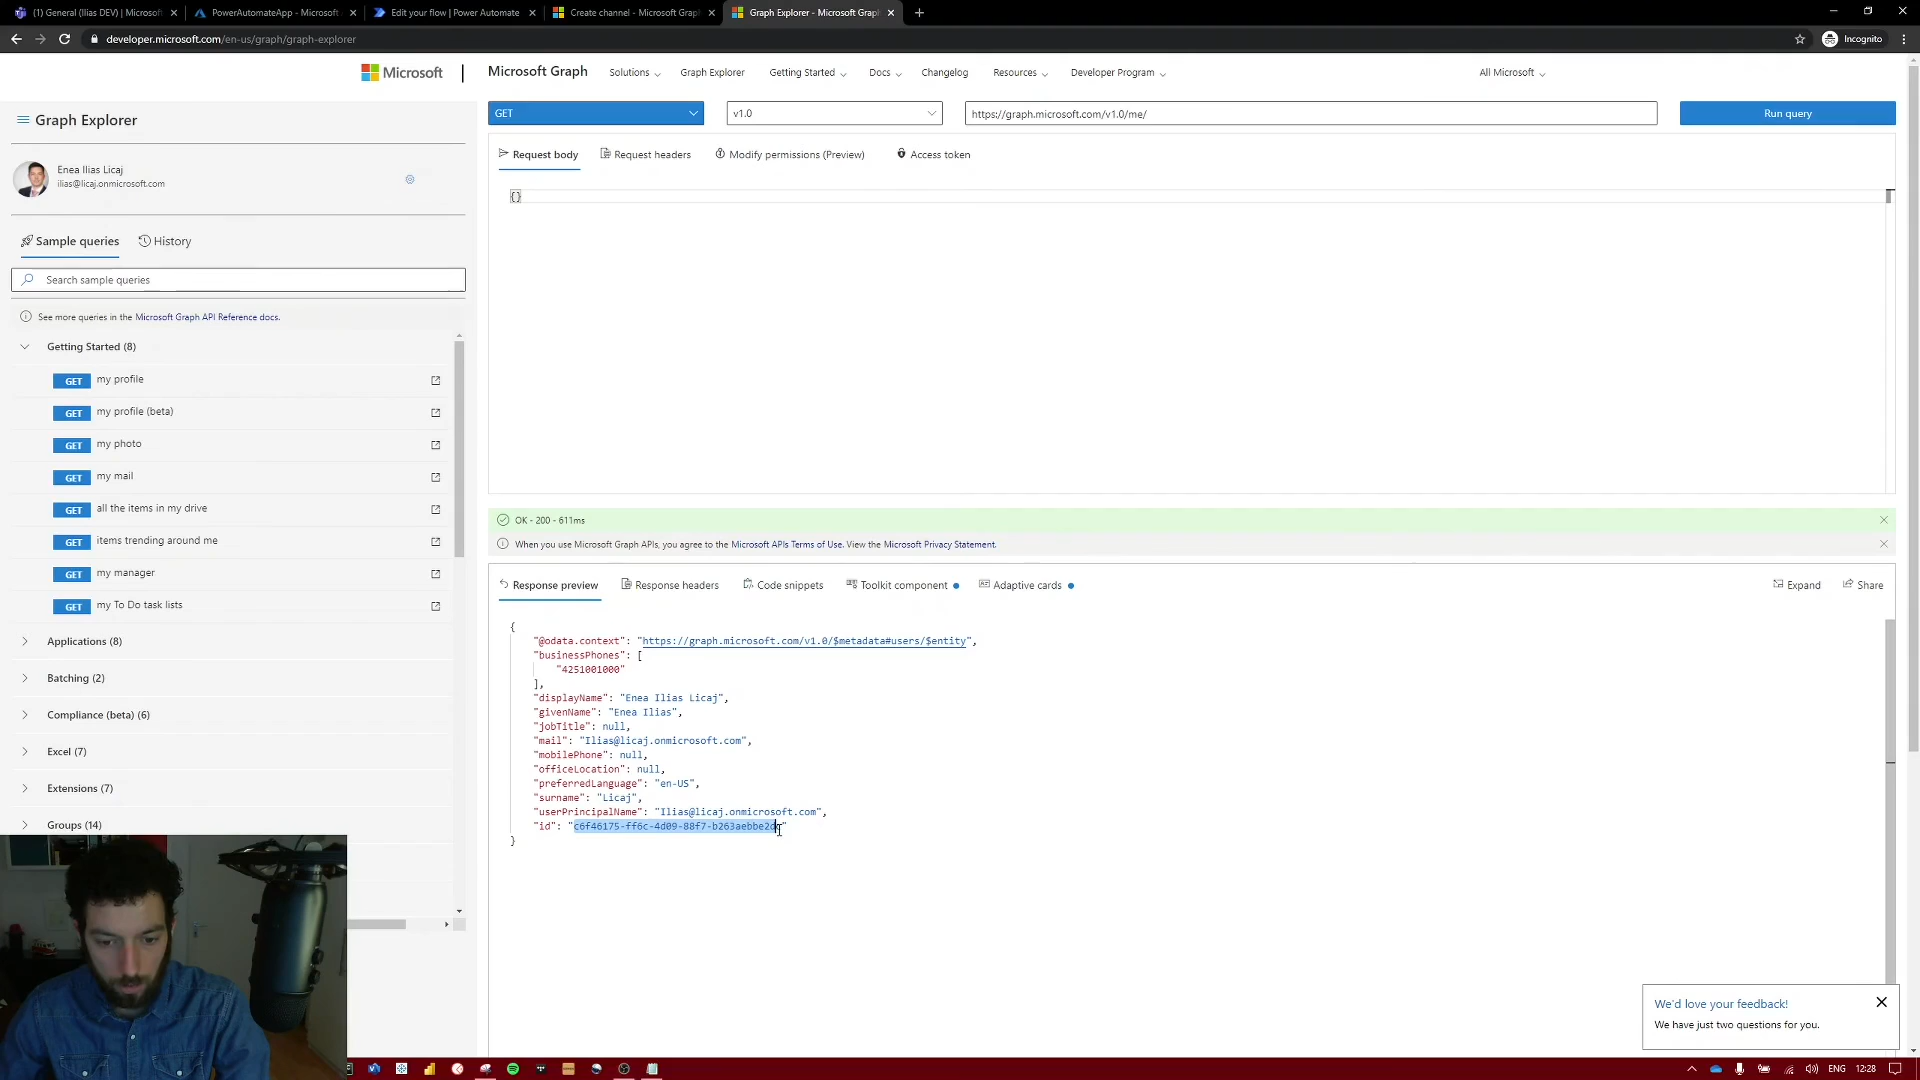 (1) General (Ilias DEV) | Microsoft
PowerAutomateApp - Microsoft
Edit your flow | Power Automate
Create channel - Microsoft Grap
Graph Explorer - Microsoft Grap
developer.microsoft.com/en-us/graph/graph-explorer
Incognito
Microsoft
Microsoft Graph
Solutions
Graph Explorer
Getting Started
Docs
Changelog
Resources
Developer Program
All Microsoft
Graph Explorer
GET
v1.0
https://graph.microsoft.com/v1.0/me/
Run query
Enea Ilias Licaj
ilias@licaj.onmicrosoft.com
Request body
Request headers
Modify permissions (Preview)
Access token
{}
Sample queries
History
Search sample queries
See more queries in the Microsoft Graph API Reference docs.
Getting Started (8)
GET my profile
GET my profile (beta)
GET my photo
GET my mail
GET all the items in my drive
GET items trending around me
GET my manager
GET my To Do task lists
Applications (8)
Batching (2)
Compliance (beta) (6)
Excel (7)
Extensions (7)
Groups (14)
OK - 200 - 611ms
When you use Microsoft Graph APIs, you agree to the Microsoft APIs Terms of Use. View the Microsoft Privacy Statement.
Response preview
Response headers
Code snippets
Toolkit component
Adaptive cards
Expand
Share
{
"@odata.context": "https://graph.microsoft.com/v1.0/$metadata#users/$entity",
"businessPhones": [
"4251001000"
],
"displayName": "Enea Ilias Licaj",
"givenName": "Enea Ilias",
"jobTitle": null,
"mail": "Ilias@licaj.onmicrosoft.com",
"mobilePhone": null,
"officeLocation": null,
"preferredLanguage": "en-US",
"surname": "Licaj",
"userPrincipalName": "Ilias@licaj.onmicrosoft.com",
"id":
}
We'd love your feedback!
We have just two questions for you.
ENG
12:28